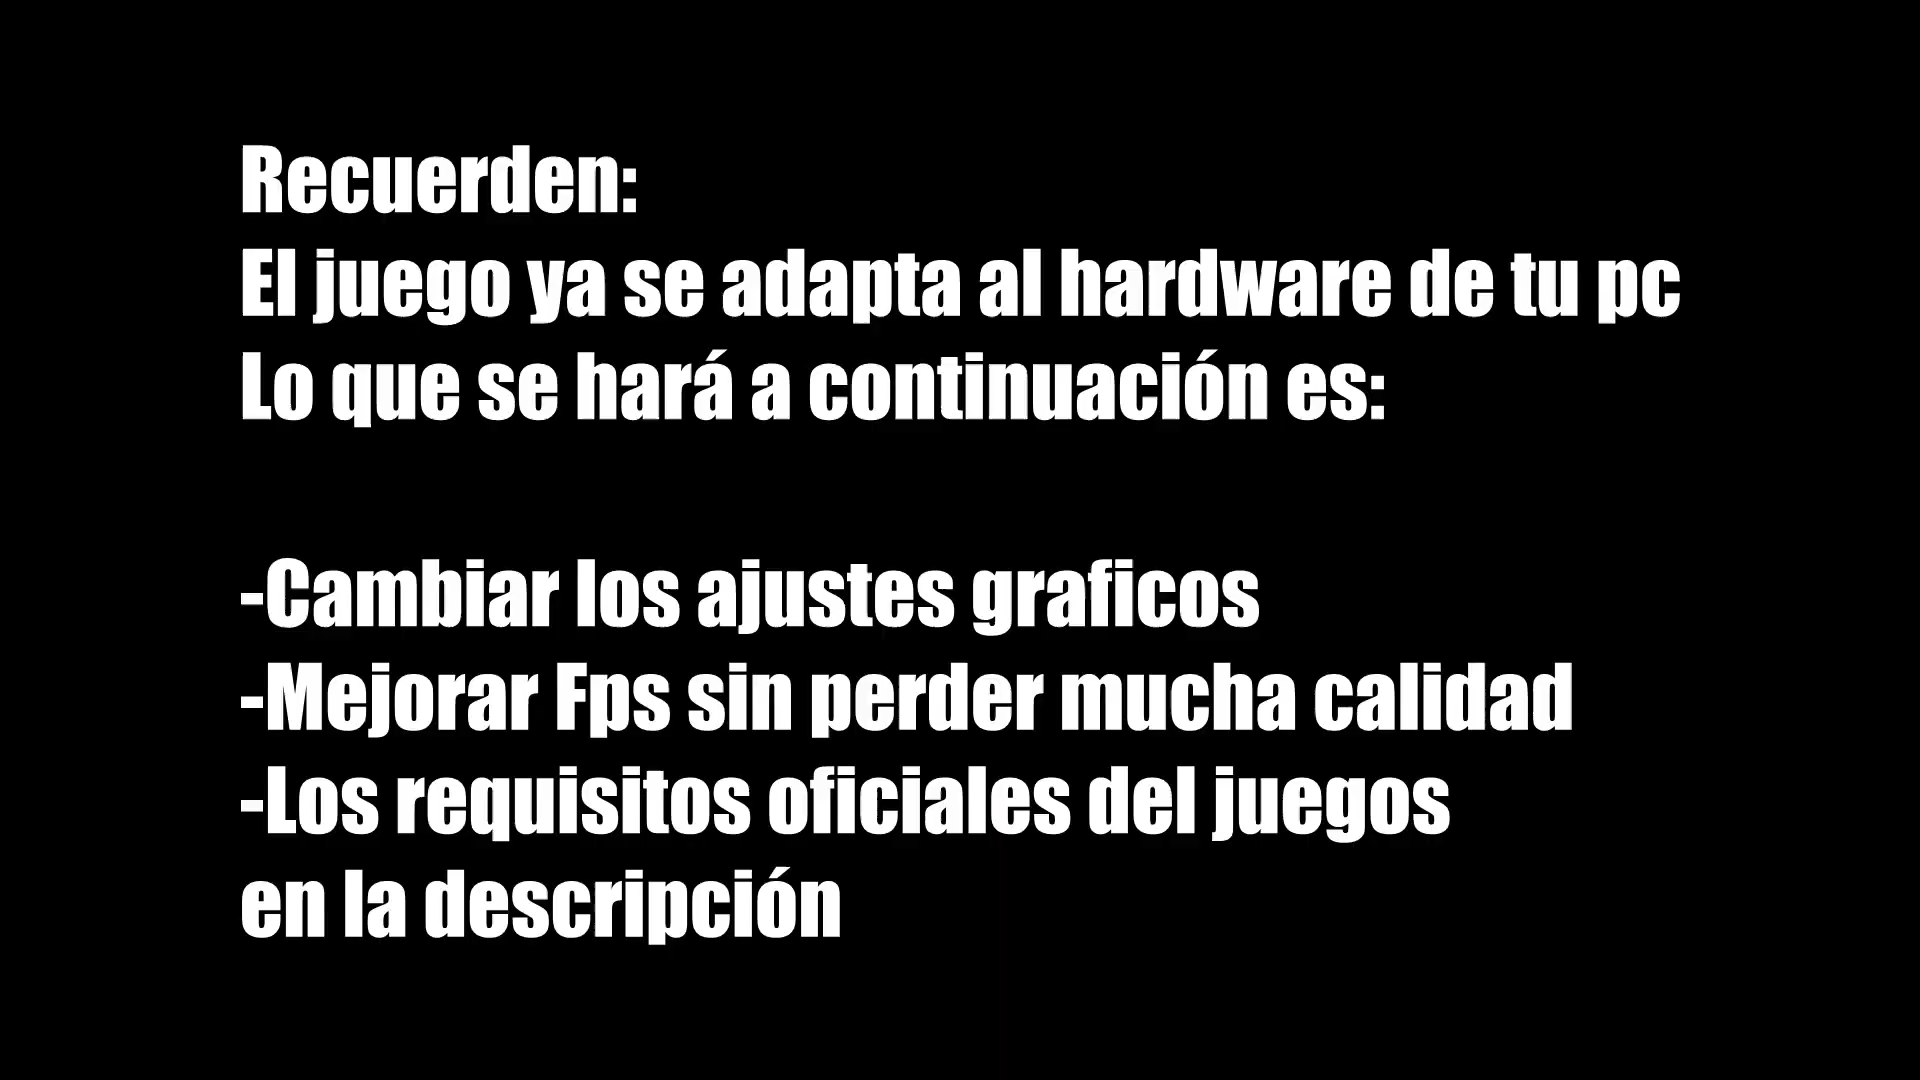 Recuerden:
El juego ya se adapta al hardware de tu pc
Lo que se hará a continuación es:
-Cambiar los ajustes graficos
-Mejorar Fps sin perder mucha calidad
-Los requisitos oficiales del juegos
en la descripción